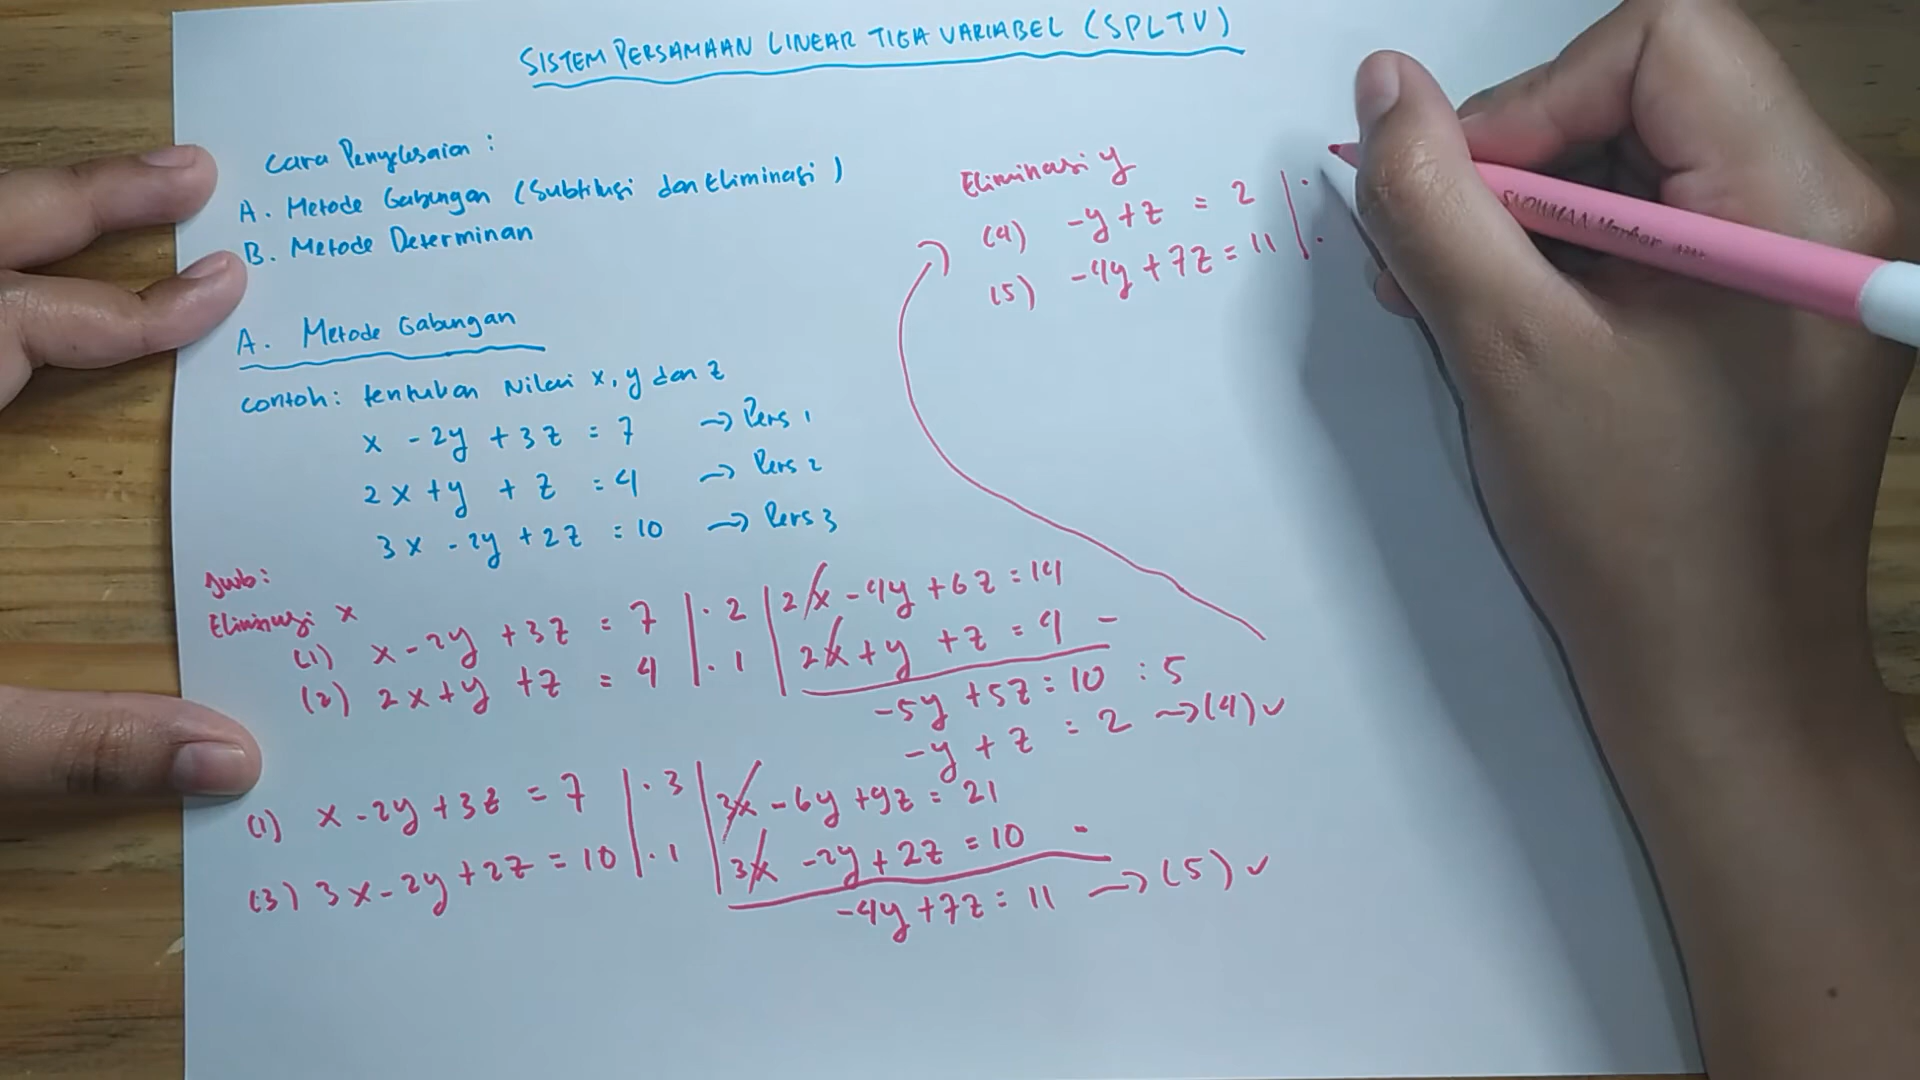 SISTEM PERSAMAAN LINEAR TIGA VARIABEL (SPLTV)
Cara Penyelesaian :
A. Metode Gabungan (Subtitusi dan Eliminasi)
B. Metode Determinan
A. Metode Gabungan
Contoh: tentukan Nilai x, y dan z
x - 2y + 3z = 7 → Pers 1
2x + y + z = 4 → Pers 2
3x - 2y + 2z = 10 → Pers 3
Jwb:
Eliminasi x
(1) x - 2y + 3z = 7 | . 2 | 2x - 4y + 6z = 14
(2) 2x + y + z = 4 | . 1 | 2x + y + z = 4 -
-5y + 5z = 10 : 5
-y + z = 2 → (4) ✓
(1) x - 2y + 3z = 7 | . 3 | 3x - 6y + 9z = 21
(3) 3x - 2y + 2z = 10 | . 1 | 3x - 2y + 2z = 10 -
-4y + 7z = 11 → (5) ✓
Eliminasi y
(4) -y + z = 2 | .
(5) -4y + 7z = 11 | .
SNOWMAN Marker